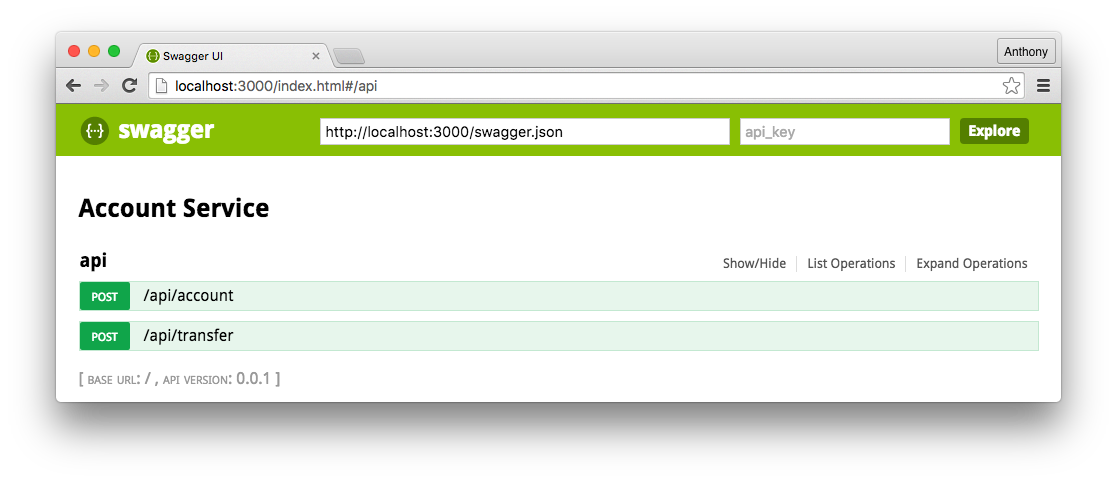 Swagger UI
Anthony
localhost:3000/index.html#/api
{··} swagger
http://localhost:3000/swagger.json
api_key
Explore
Account Service
api
Show/Hide
List Operations
Expand Operations
POST /api/account
POST /api/transfer
[ BASE URL: / , API VERSION: 0.0.1 ]